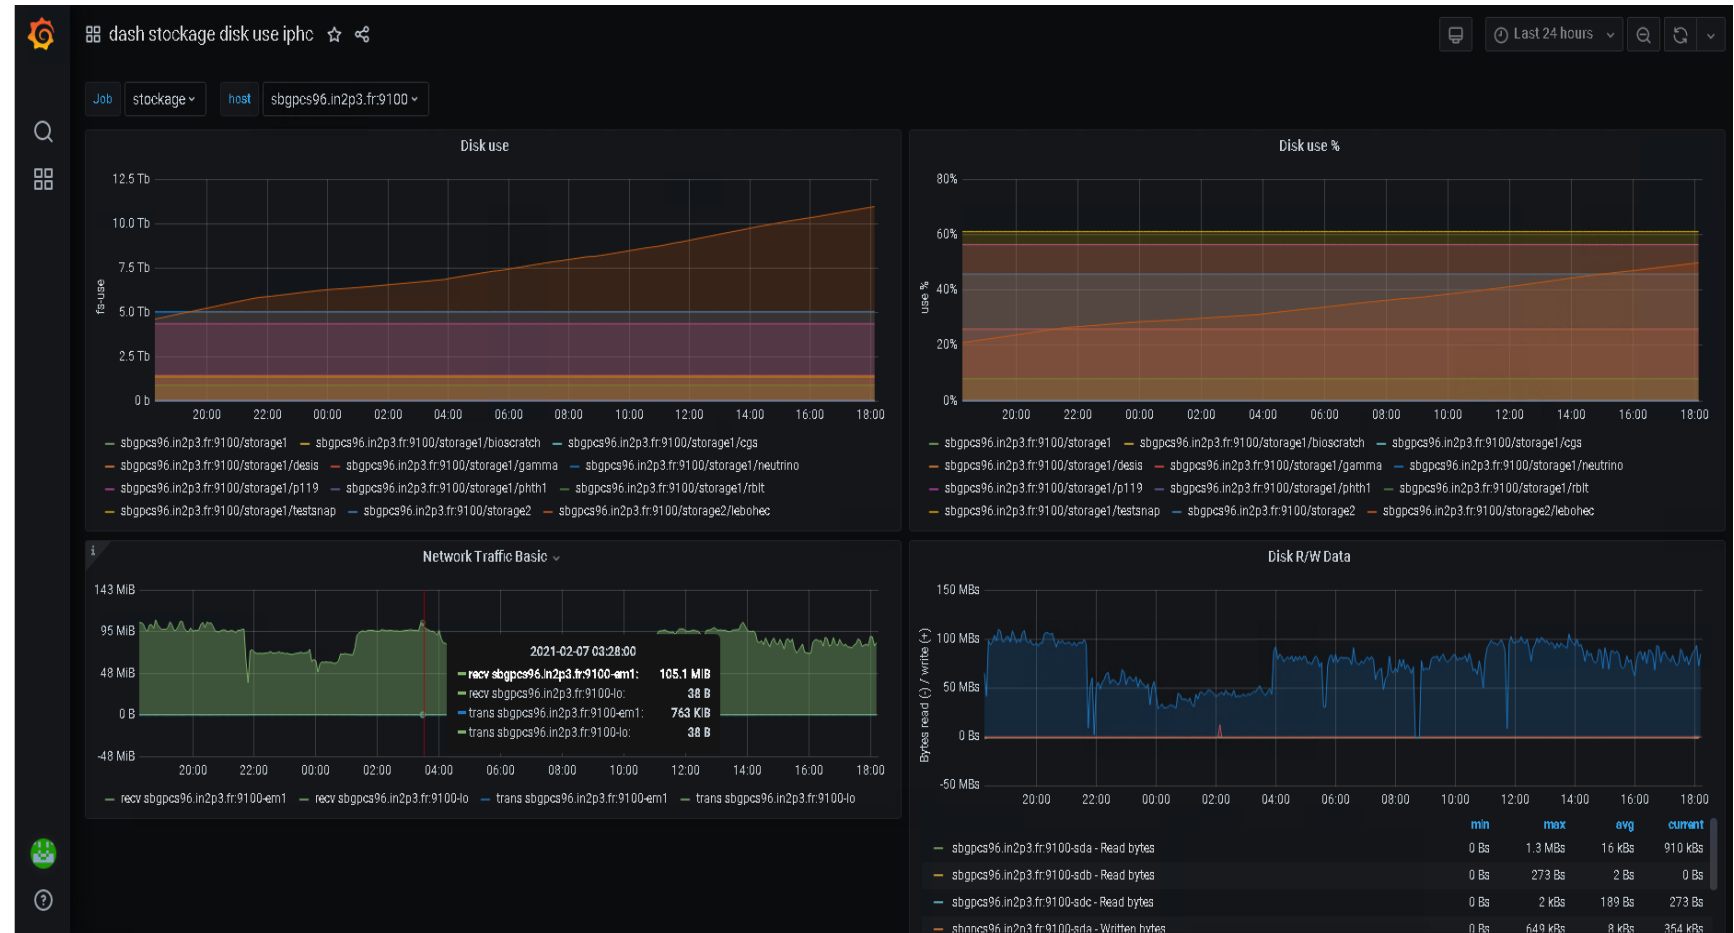 dash stockage disk use iphc
Last 24 hours
Job stockage host sbgpcs96.in2p3.fr:9100
Disk use
12.5 Tb
10.0 Tb
7.5 Tb
5.0 Tb
2.5 Tb
0 b
fs-use
20:00 22:00 00:00 02:00 04:00 06:00 08:00 10:00 12:00 14:00 16:00 18:00
sbgpcs96.in2p3.fr:9100/storage1 sbgpcs96.in2p3.fr:9100/storage1/bioscratch sbgpcs96.in2p3.fr:9100/storage1/cgs
sbgpcs96.in2p3.fr:9100/storage1/desis sbgpcs96.in2p3.fr:9100/storage1/gamma sbgpcs96.in2p3.fr:9100/storage1/neutrino
sbgpcs96.in2p3.fr:9100/storage1/p119 sbgpcs96.in2p3.fr:9100/storage1/phth1 sbgpcs96.in2p3.fr:9100/storage1/rblt
sbgpcs96.in2p3.fr:9100/storage1/testsnap sbgpcs96.in2p3.fr:9100/storage2 sbgpcs96.in2p3.fr:9100/storage2/lebohec
Disk use %
80%
60%
40%
20%
0%
use %
20:00 22:00 00:00 02:00 04:00 06:00 08:00 10:00 12:00 14:00 16:00 18:00
sbgpcs96.in2p3.fr:9100/storage1 sbgpcs96.in2p3.fr:9100/storage1/bioscratch sbgpcs96.in2p3.fr:9100/storage1/cgs
sbgpcs96.in2p3.fr:9100/storage1/desis sbgpcs96.in2p3.fr:9100/storage1/gamma sbgpcs96.in2p3.fr:9100/storage1/neutrino
sbgpcs96.in2p3.fr:9100/storage1/p119 sbgpcs96.in2p3.fr:9100/storage1/phth1 sbgpcs96.in2p3.fr:9100/storage1/rblt
sbgpcs96.in2p3.fr:9100/storage1/testsnap sbgpcs96.in2p3.fr:9100/storage2 sbgpcs96.in2p3.fr:9100/storage2/lebohec
i
Network Traffic Basic
143 MiB
95 MiB
48 MiB
0 B
-48 MiB
2021-02-07 03:28:00
recv sbgpcs96.in2p3.fr:9100-em1: 105.1 MiB
recv sbgpcs96.in2p3.fr:9100-lo: 38 B
trans sbgpcs96.in2p3.fr:9100-em1: 763 KiB
trans sbgpcs96.in2p3.fr:9100-lo: 38 B
20:00 22:00 00:00 02:00 04:00 06:00 08:00 10:00 12:00 14:00 16:00 18:00
recv sbgpcs96.in2p3.fr:9100-em1 recv sbgpcs96.in2p3.fr:9100-lo trans sbgpcs96.in2p3.fr:9100-em1 trans sbgpcs96.in2p3.fr:9100-lo
Disk R/W Data
150 MBs
100 MBs
50 MBs
0 Bs
-50 MBs
Bytes read (-) / write (+)
20:00 22:00 00:00 02:00 04:00 06:00 08:00 10:00 12:00 14:00 16:00 18:00
min max avg current
sbgpcs96.in2p3.fr:9100-sda - Read bytes 0 Bs 1.3 MBs 16 kBs 910 kBs
sbgpcs96.in2p3.fr:9100-sdb - Read bytes 0 Bs 273 Bs 2 Bs 0 Bs
sbgpcs96.in2p3.fr:9100-sdc - Read bytes 0 Bs 2 kBs 189 Bs 273 Bs
sbgpcs96.in2p3.fr:9100-sda - Written bytes 0 Bs 649 kBs 8 kBs 354 kBs